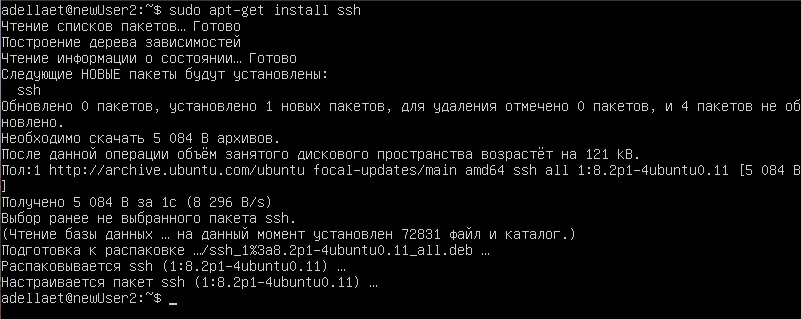 adellaet@newUser2:~$ sudo apt-get install ssh
Чтение списков пакетов… Готово
Построение дерева зависимостей
Чтение информации о состоянии… Готово
Следующие НОВЫЕ пакеты будут установлены:
  ssh
Обновлено 0 пакетов, установлено 1 новых пакетов, для удаления отмечено 0 пакетов, и 4 пакетов не об
новлено.
Необходимо скачать 5 084 B архивов.
После данной операции объём занятого дискового пространства возрастёт на 121 kB.
Пол:1 http://archive.ubuntu.com/ubuntu focal-updates/main amd64 ssh all 1:8.2p1-4ubuntu0.11 [5 084 B
]
Получено 5 084 B за 1с (8 296 B/s)
Выбор ранее не выбранного пакета ssh.
(Чтение базы данных … на данный момент установлен 72831 файл и каталог.)
Подготовка к распаковке …/ssh_1%3a8.2p1-4ubuntu0.11_all.deb …
Распаковывается ssh (1:8.2p1-4ubuntu0.11) …
Настраивается пакет ssh (1:8.2p1-4ubuntu0.11) …
adellaet@newUser2:~$ _